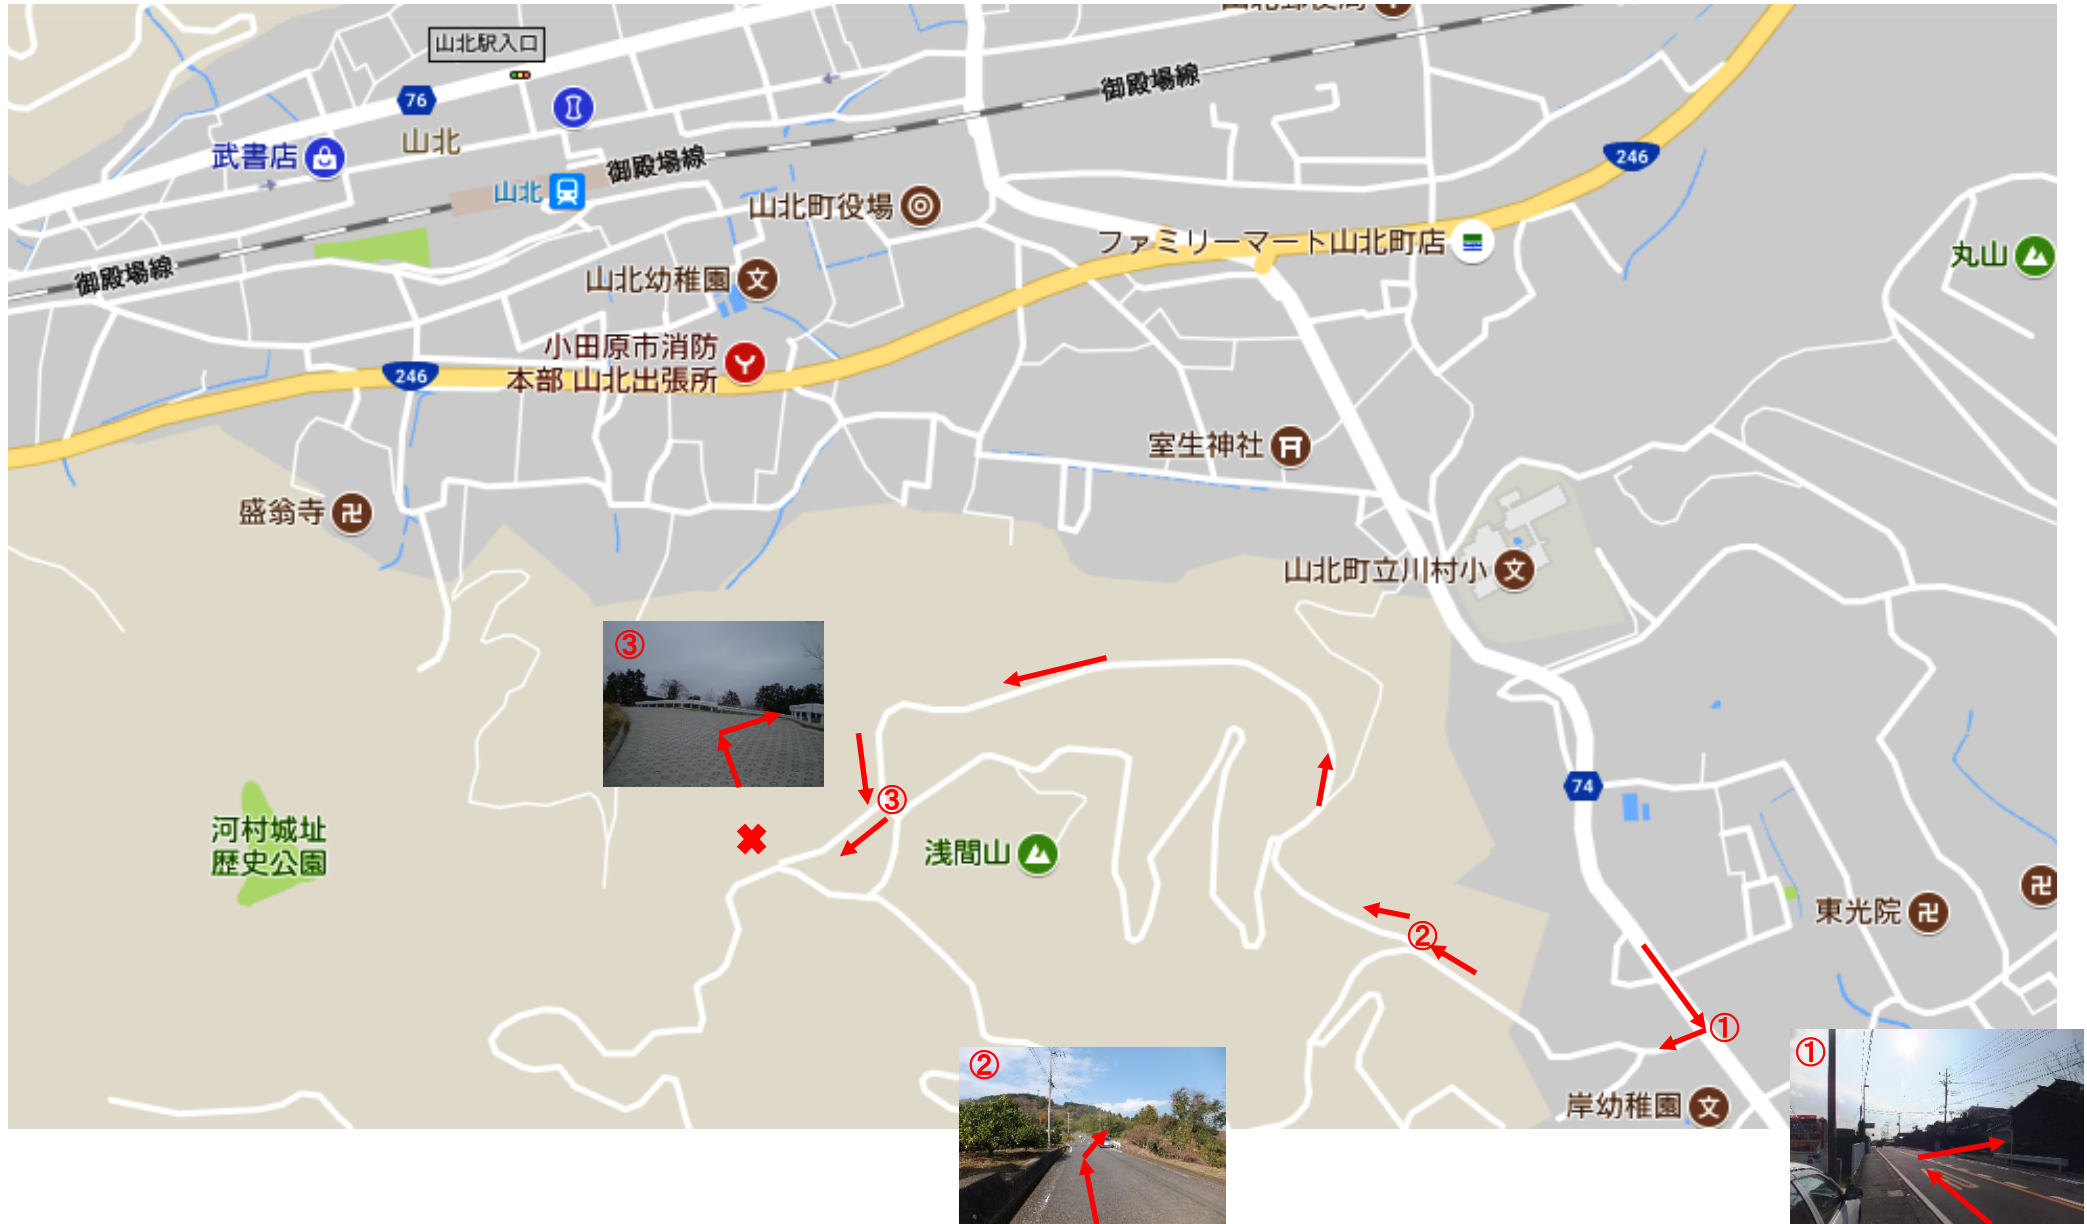 山北駅入口
76
山北
武書店
御殿場線
御殿場線
山北
246
山北町役場
ファミリーマート山北町店
丸山
御殿場線
山北幼稚園
小田原市消防
本部 山北出張所
246
室生神社
盛翁寺
山北町立川村小
③
74
③
河村城址
歴史公園
浅間山
東光院
②
①
②
①
岸幼稚園